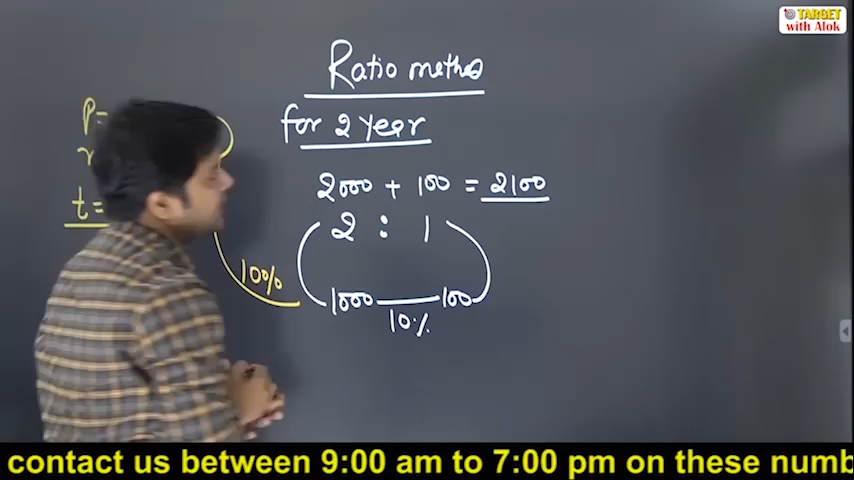 TARGET
with Alok
Ratio method
for 2 year
P=
t=
2000 + 100 = 2100
2 : 1
10%
1000 100
10%
contact us between 9:00 am to 7:00 pm on these numb